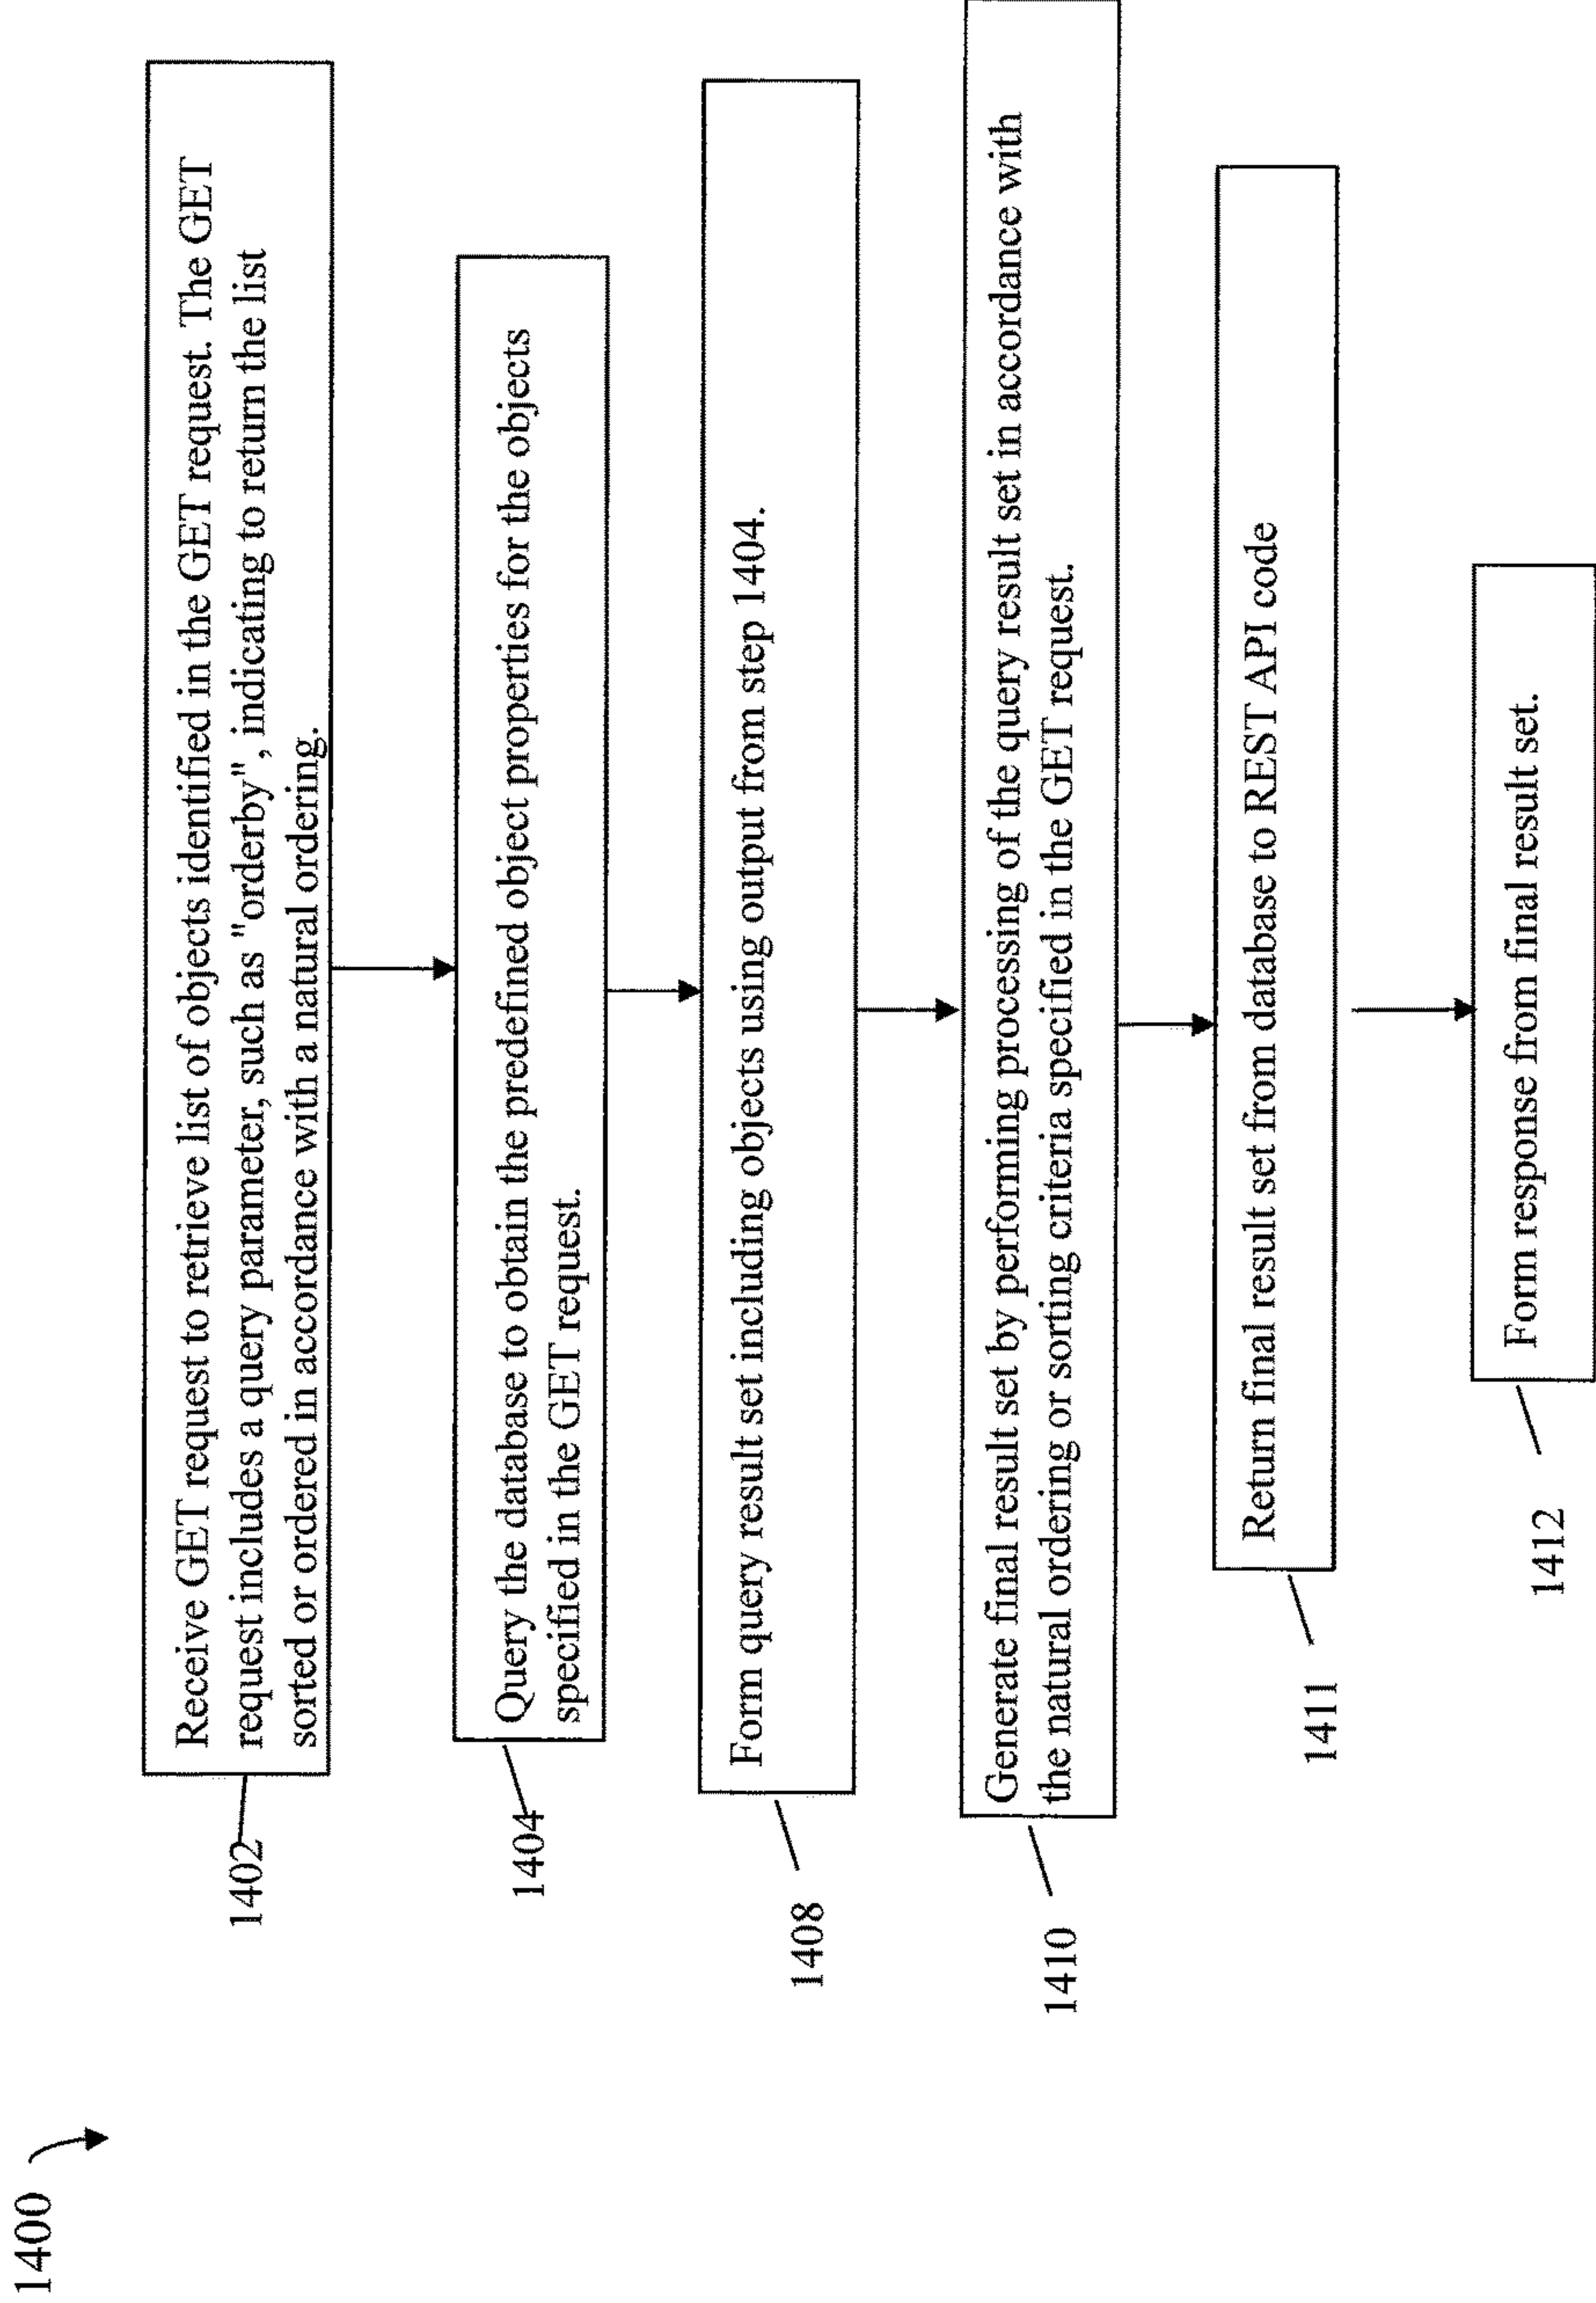 1400
1402
Receive GET request to retrieve list of objects identified in the GET request. The GET
request includes a query parameter, such as "orderby", indicating to return the list
sorted or ordered in accordance with a natural ordering.
1404
Query the database to obtain the predefined object properties for the objects
specified in the GET request.
1408
Form query result set including objects using output from step 1404.
1410
Generate final result set by performing processing of the query result set in accordance with
the natural ordering or sorting criteria specified in the GET request.
1411
Return final result set from database to REST API code
1412
Form response from final result set.